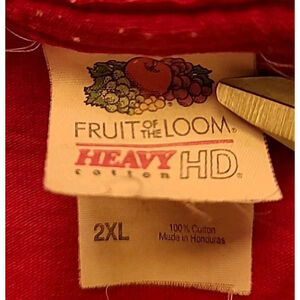 FRUIT OF THE LOOM®
HEAVY HD®
cotton
2XL
100% Cotton
Made in Honduras